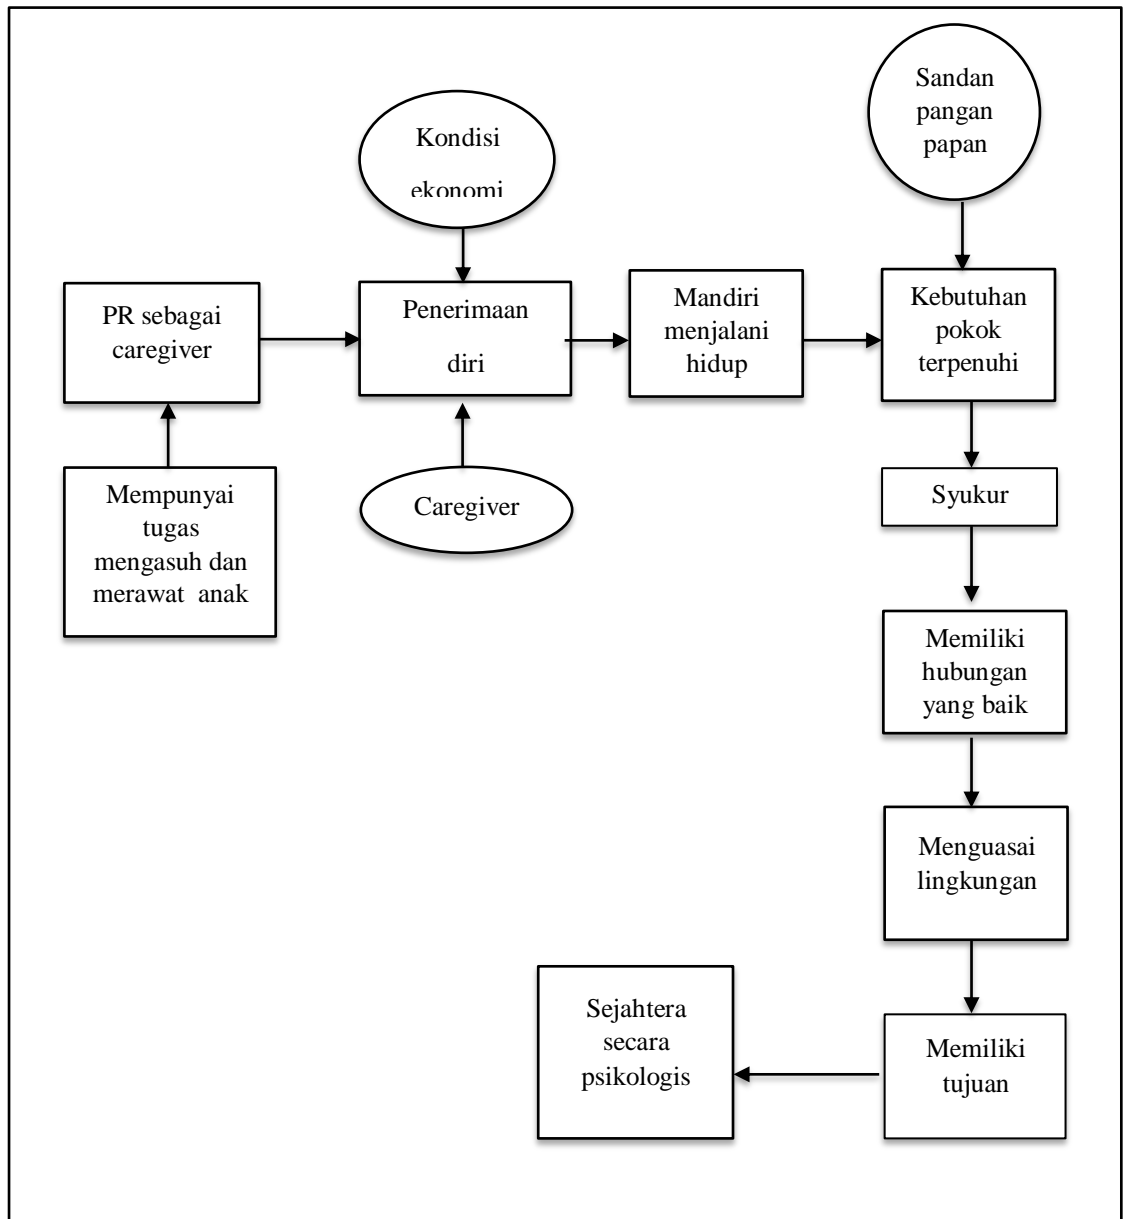 Sandan
pangan
papan
Kondisi
ekonomi
PR sebagai
caregiver
Penerimaan
diri
Mandiri
menjalani
hidup
Kebutuhan
pokok
terpenuhi
Mempunyai
tugas
mengasuh dan
merawat anak
Caregiver
Syukur
Memiliki
hubungan
yang baik
Menguasai
lingkungan
Sejahtera
secara
psikologis
Memiliki
tujuan